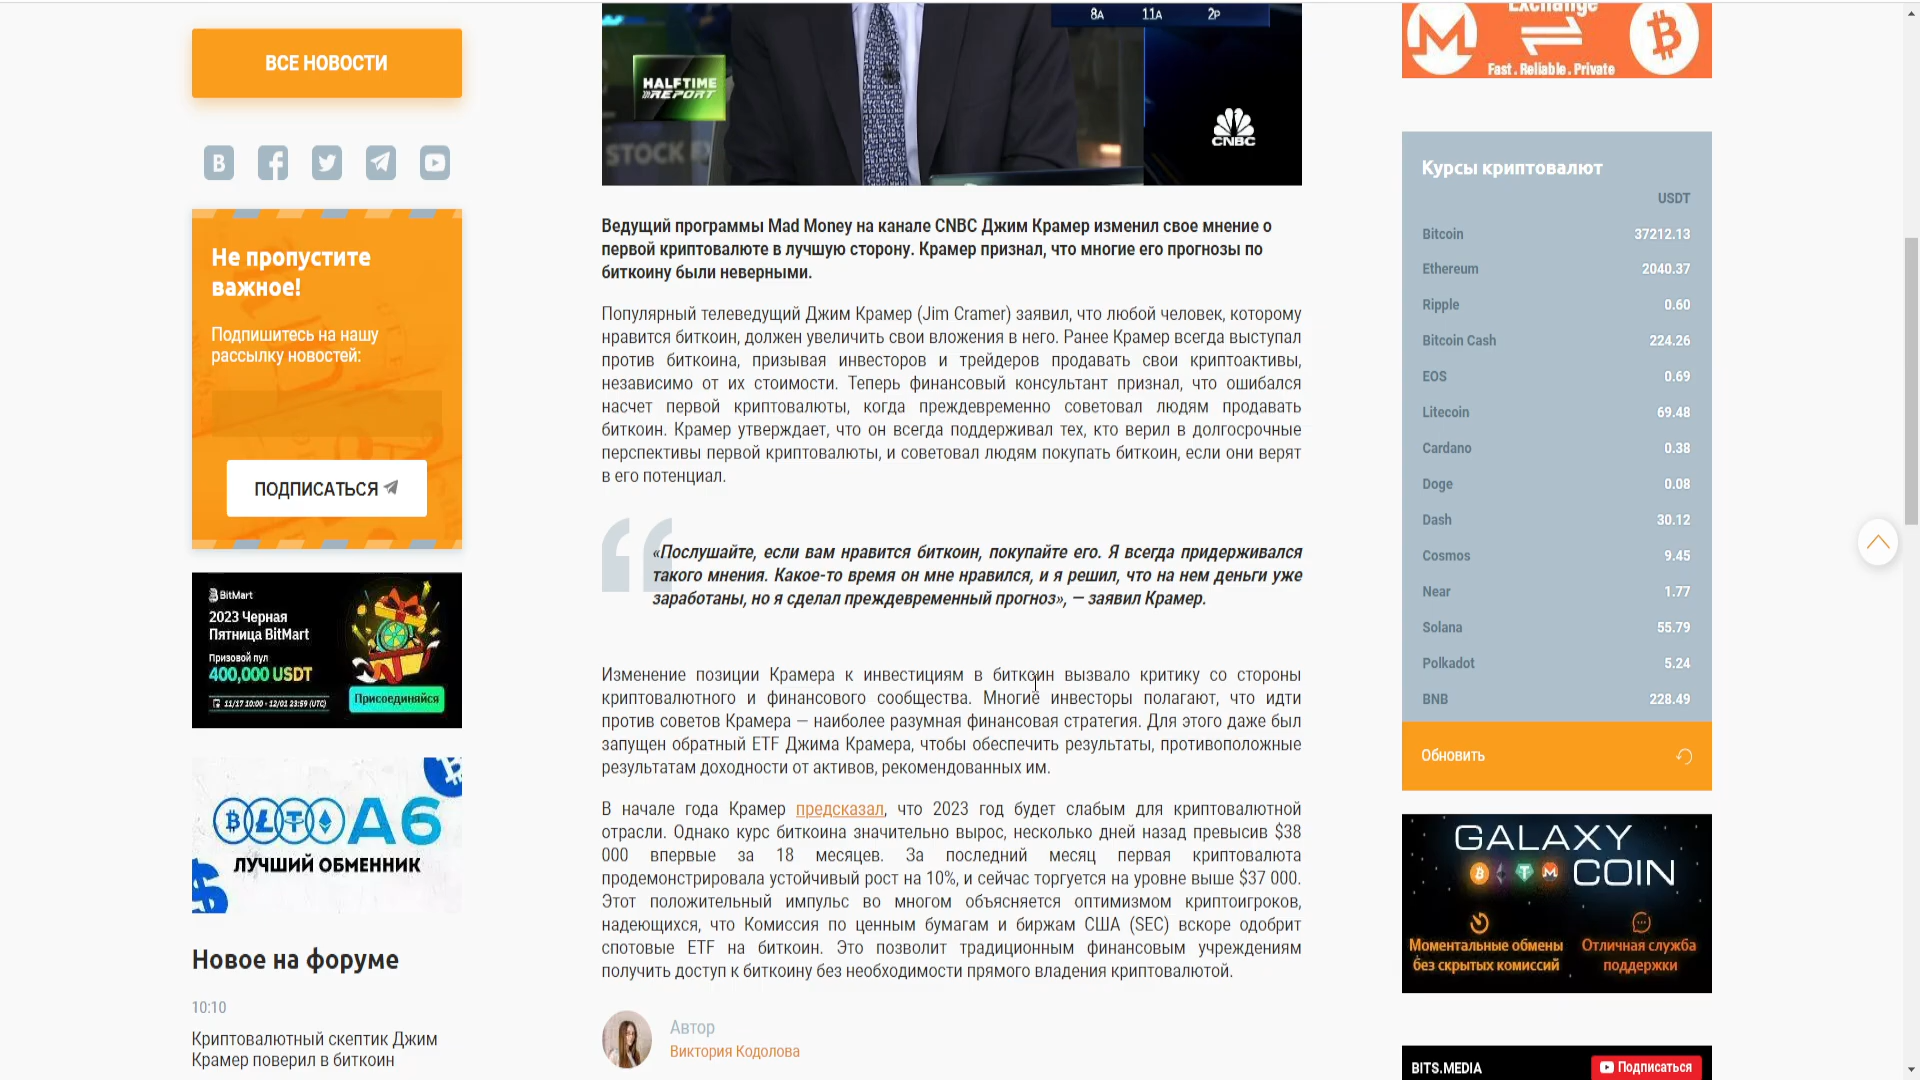 ВСЕ НОВОСТИ
B
Не пропустите
важное!
Подпишитесь на нашу
рассылку новостей:
ПОДПИСАТЬСЯ
BitMart
2023 Черная
Пятница BitMart
Призовой пул
400,000 USDT
Присоединяйся
11/17 10:00 - 12/01 23:59 (UTC)
A6
ЛУЧШИЙ ОБМЕННИК
Новое на форуме
10:10
Криптовалютный скептик Джим
Крамер поверил в биткоин
8A 11A 2P
HALFTIME
REPORT
STOCK
CNBC
Ведущий программы Mad Money на канале CNBC Джим Крамер изменил свое мнение о
первой криптовалюте в лучшую сторону. Крамер признал, что многие его прогнозы по
биткоину были неверными.
Популярный телеведущий Джим Крамер (Jim Cramer) заявил, что любой человек, которому
нравится биткоин, должен увеличить свои вложения в него. Ранее Крамер всегда выступал
против биткоина, призывая инвесторов и трейдеров продавать свои криптоактивы,
независимо от их стоимости. Теперь финансовый консультант признал, что ошибался
насчет первой криптовалюты, когда преждевременно советовал людям продавать
биткоин. Крамер утверждает, что он всегда поддерживал тех, кто верил в долгосрочные
перспективы первой криптовалюты, и советовал людям покупать биткоин, если они верят
в его потенциал.
«Послушайте, если вам нравится биткоин, покупайте его. Я всегда придерживался
такого мнения. Какое-то время он мне нравился, и я решил, что на нем деньги уже
заработаны, но я сделал преждевременный прогноз», — заявил Крамер.
Изменение позиции Крамера к инвестициям в биткоин вызвало критику со стороны
криптовалютного и финансового сообщества. Многие инвесторы полагают, что идти
против советов Крамера — наиболее разумная финансовая стратегия. Для этого даже был
запущен обратный ETF Джима Крамера, чтобы обеспечить результаты, противоположные
результатам доходности от активов, рекомендованных им.
В начале года Крамер предсказал, что 2023 год будет слабым для криптовалютной
отрасли. Однако курс биткоина значительно вырос, несколько дней назад превысив $38
000 впервые за 18 месяцев. За последний месяц первая криптовалюта
продемонстрировала устойчивый рост на 10%, и сейчас торгуется на уровне выше $37 000.
Этот положительный импульс во многом объясняется оптимизмом криптоигроков,
надеющихся, что Комиссия по ценным бумагам и биржам США (SEC) вскоре одобрит
спотовые ETF на биткоин. Это позволит традиционным финансовым учреждениям
получить доступ к биткоину без необходимости прямого владения криптовалютой.
Автор
Виктория Кодолова
Exchange
Fast. Reliable. Private
Курсы криптовалют
USDT
Bitcoin 37212.13
Ethereum 2040.37
Ripple 0.60
Bitcoin Cash 224.26
EOS 0.69
Litecoin 69.48
Cardano 0.38
Doge 0.08
Dash 30.12
Cosmos 9.45
Near 1.77
Solana 55.79
Polkadot 5.24
BNB 228.49
Обновить
GALAXY
COIN
Моментальные обмены
без скрытых комиссий
Отличная служба
поддержки
BITS.MEDIA
Подписаться